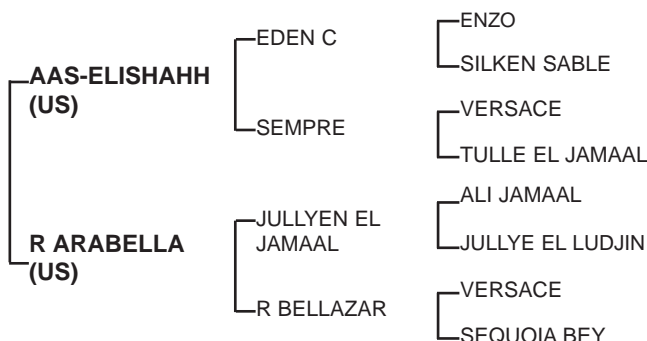 EDEN C
ENZO
SILKEN SABLE
AAS-ELISHAHH
(US)
SEMPRE
VERSACE
TULLE EL JAMAAL
R ARABELLA
(US)
JULLYEN EL
JAMAAL
ALI JAMAAL
JULLYE EL LUDJIN
R BELLAZAR
VERSACE
SEQUOIA BEY